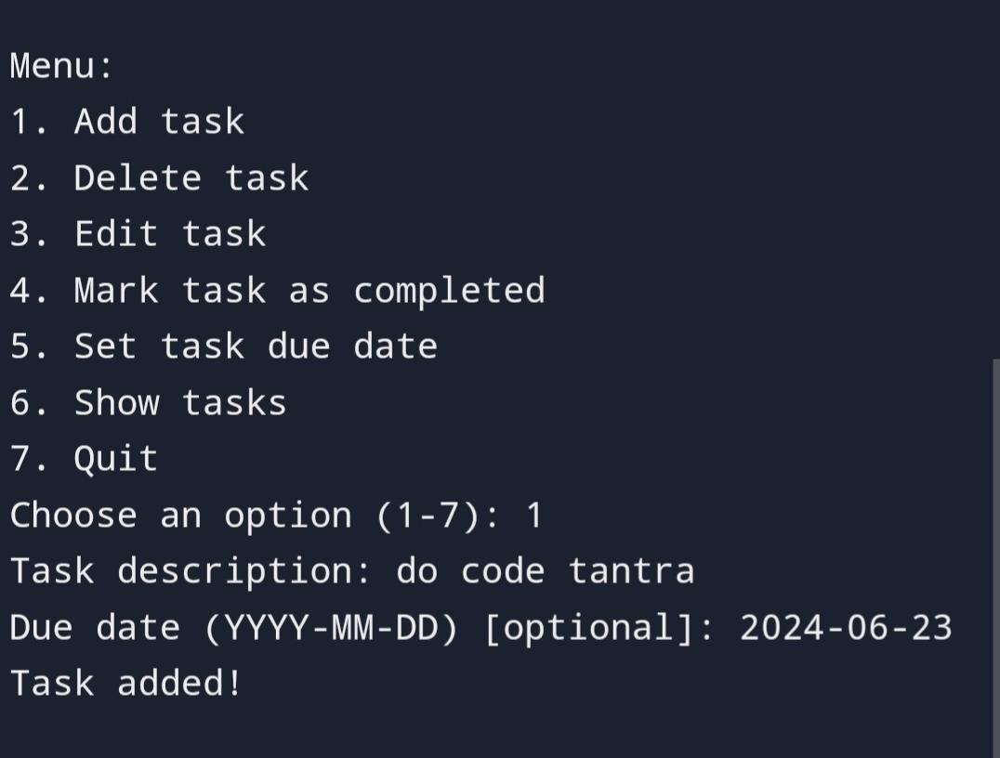 Menu:
1. Add task
2. Delete task
3. Edit task
4. Mark task as completed
5. Set task due date
6. Show tasks
7. Quit
Choose an option (1-7): 1
Task description: do code tantra
Due date (YYYY-MM-DD) [optional]: 2024-06-23
Task added!